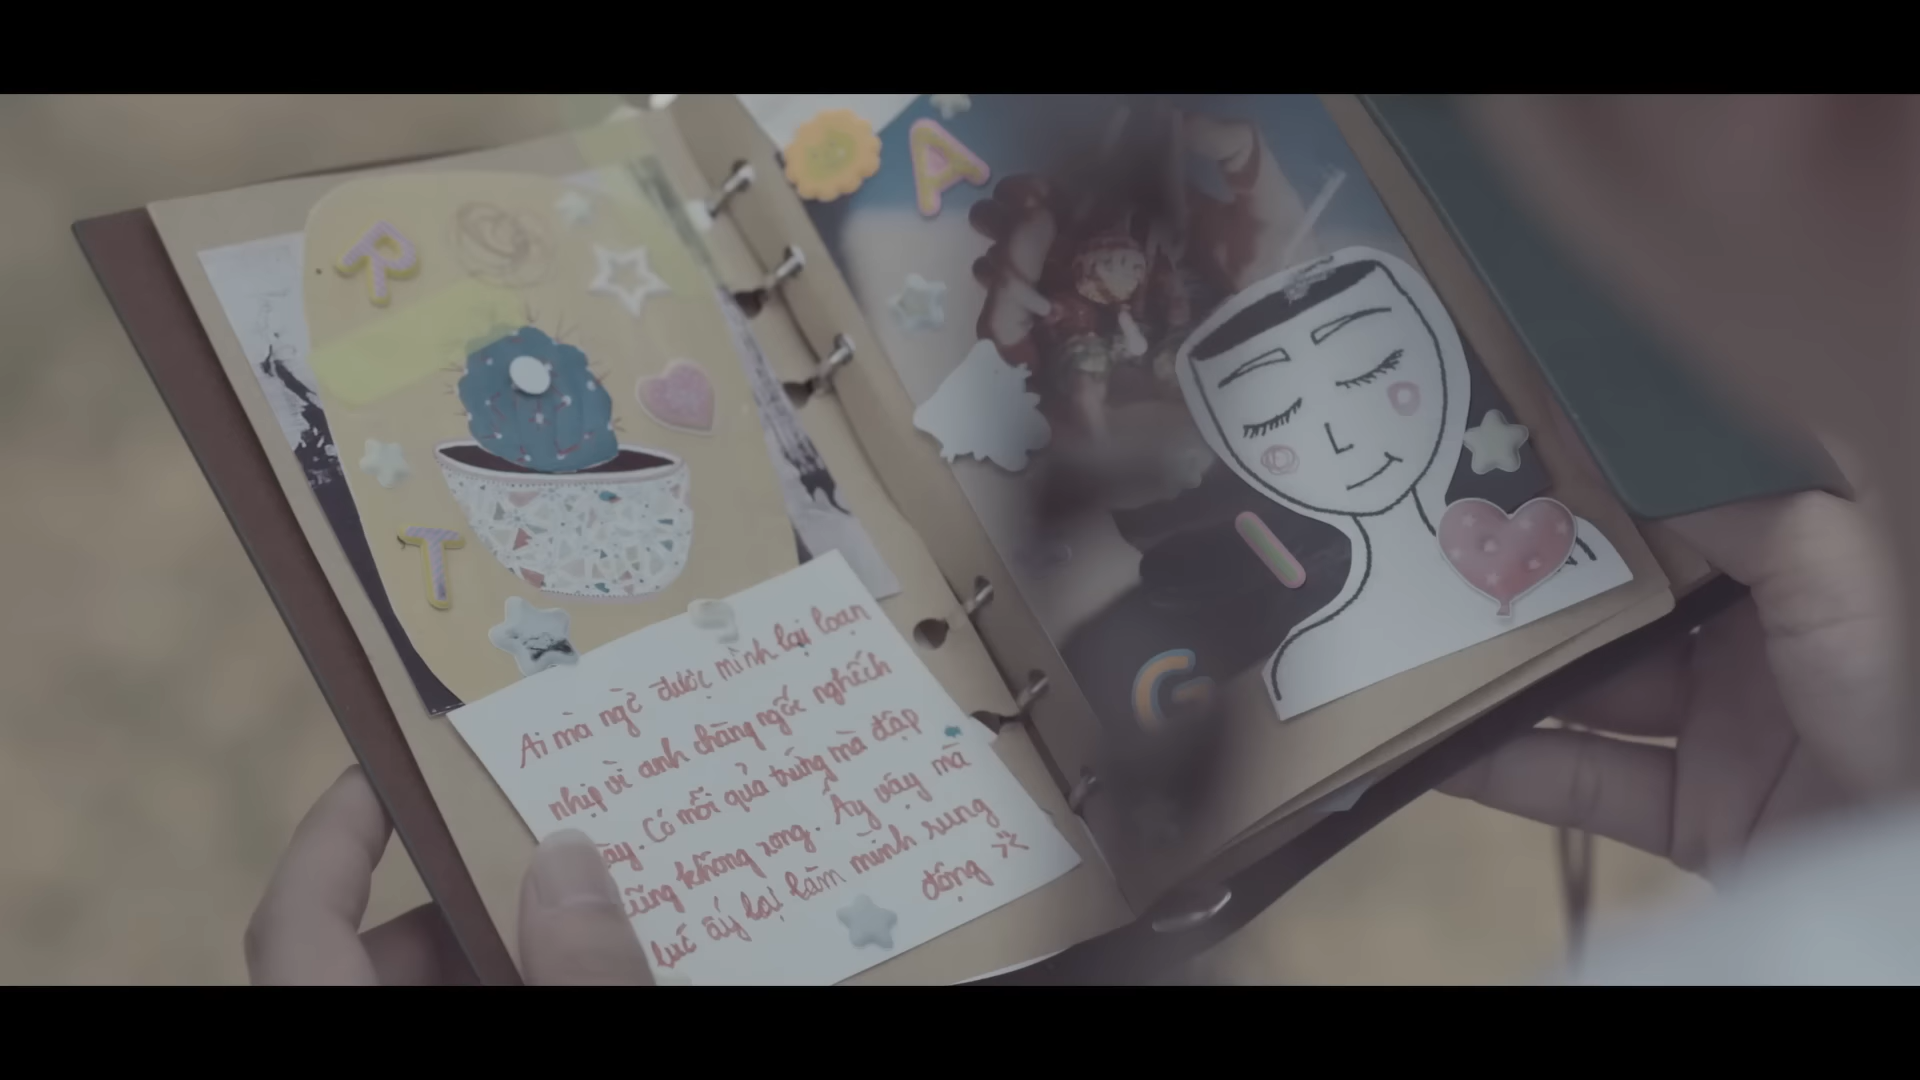 R
T
A
I
G
Ai mà ngờ được mình lại loạn
nhịp vì anh chàng ngốc nghếch
này. Có mỗi quả trứng mà đập
cũng không xong. Ấy vậy mà
lúc ấy lại làm mình rung
động